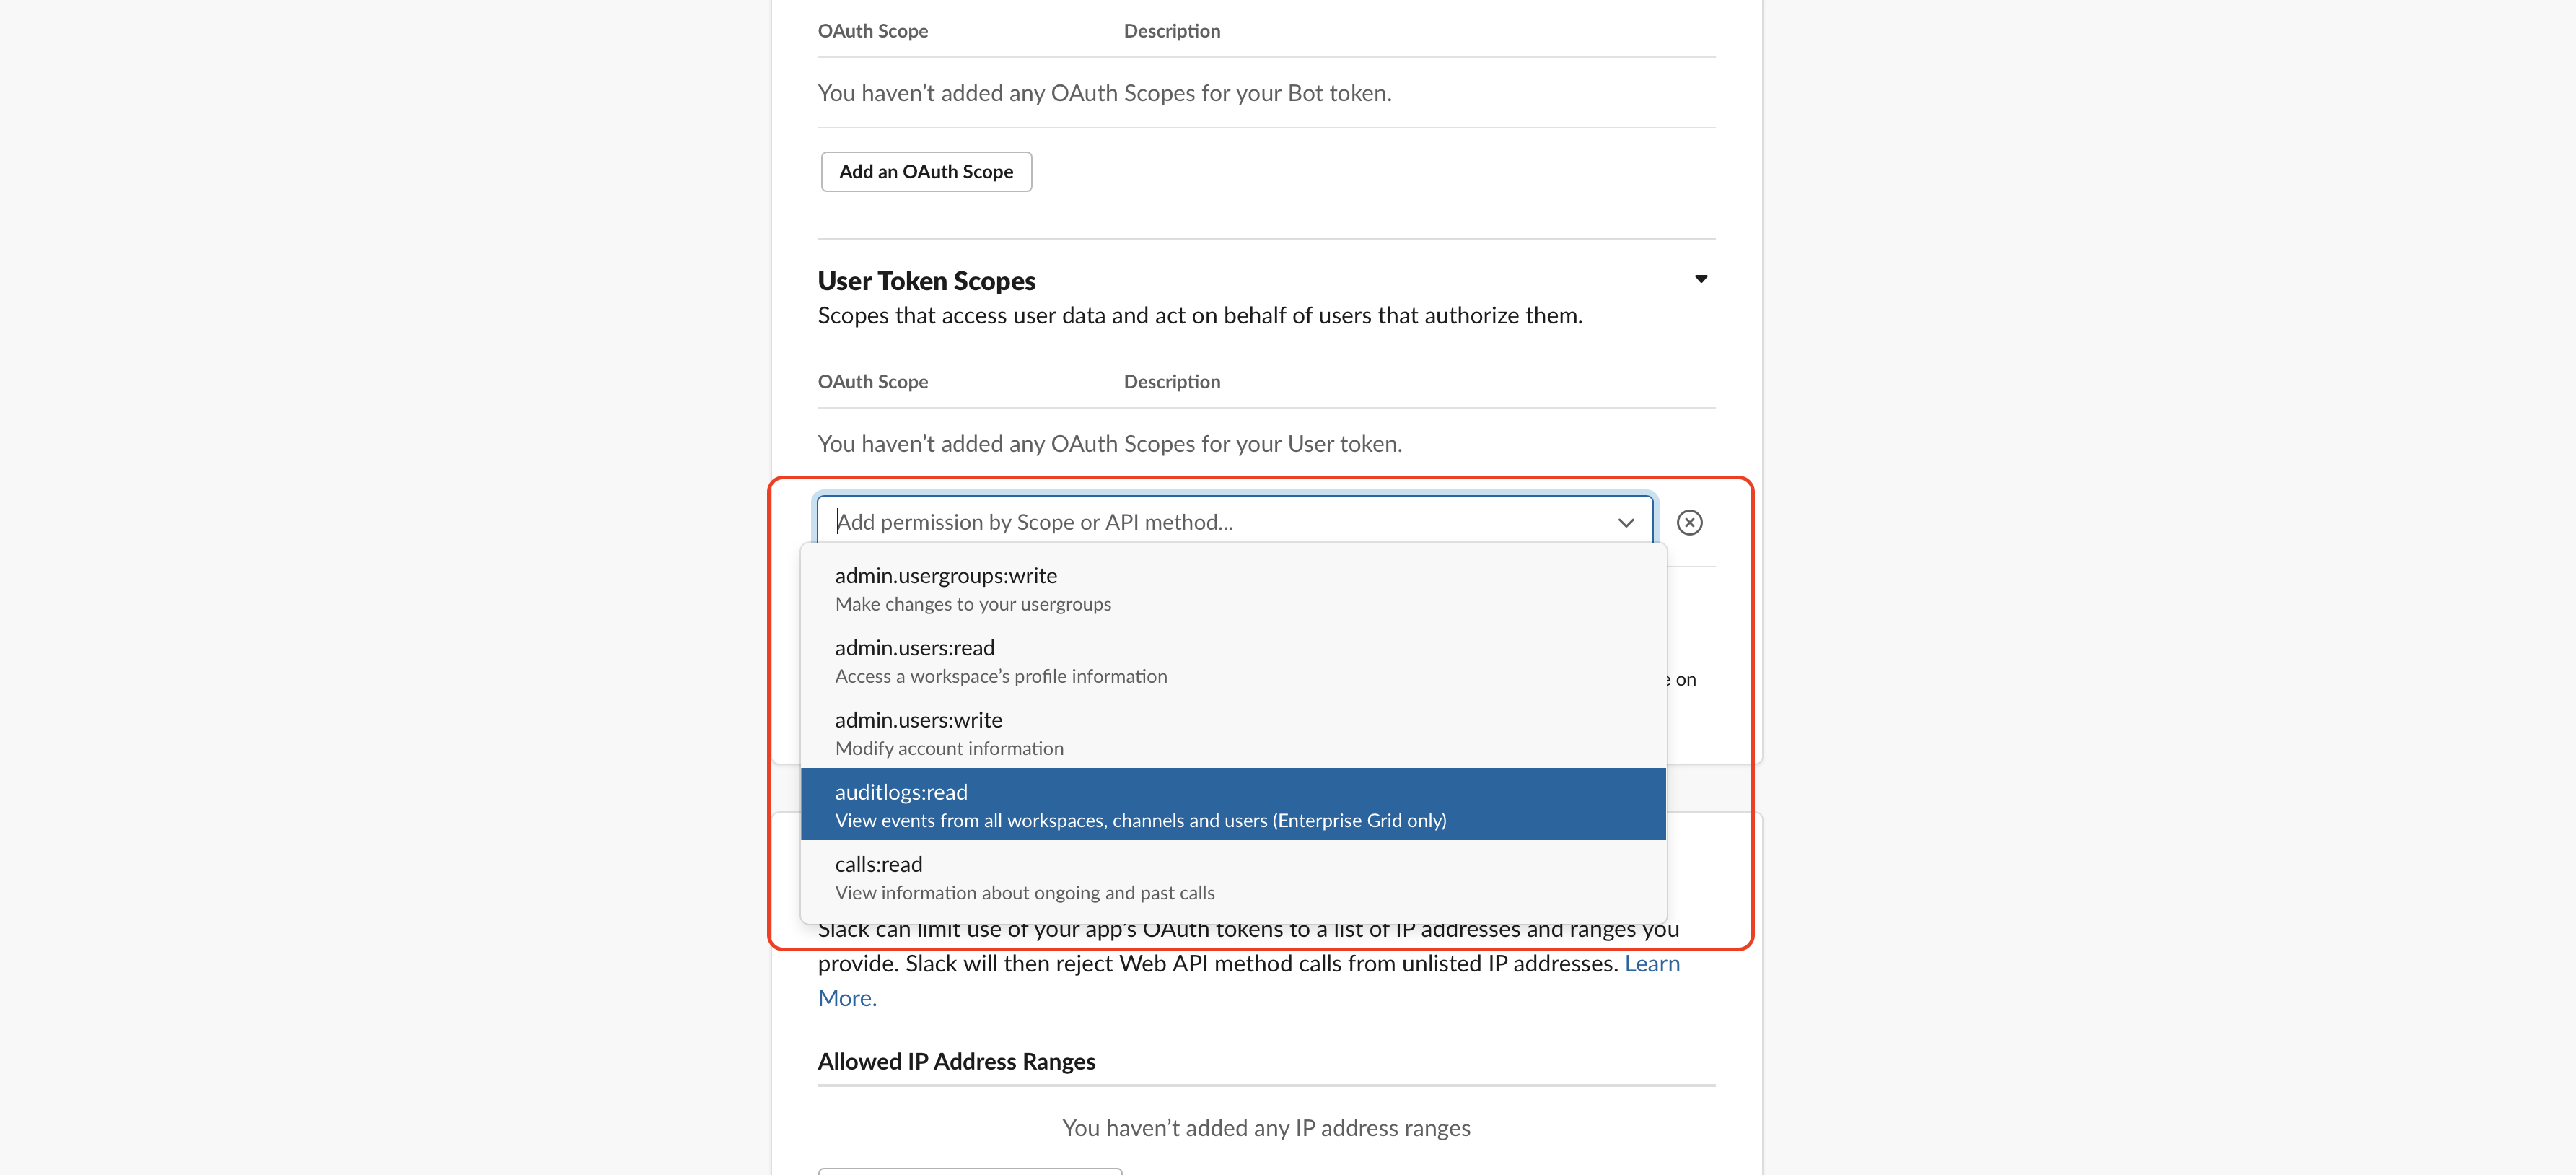 OAuth Scope Description
You haven’t added any OAuth Scopes for your Bot token.
Add an OAuth Scope
User Token Scopes
Scopes that access user data and act on behalf of users that authorize them.
OAuth Scope Description
You haven’t added any OAuth Scopes for your User token.
Add permission by Scope or API method...
admin.usergroups:write
Make changes to your usergroups
admin.users:read
Access a workspace’s profile information
on
admin.users:write
Modify account information
auditlogs:read
View events from all workspaces, channels and users (Enterprise Grid only)
calls:read
View information about ongoing and past calls
Slack can limit use of your app’s OAuth tokens to a list of IP addresses and ranges you
provide. Slack will then reject Web API method calls from unlisted IP addresses. Learn
More.
Allowed IP Address Ranges
You haven’t added any IP address ranges